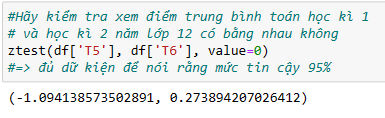 #Hãy kiểm tra xem điểm trung bình toán học kì 1
# và học kì 2 năm lớp 12 có bằng nhau không
ztest(df['T5'], df['T6'], value=0)
#=> đủ dữ kiện để nói rằng mức tin cậy 95%
(-1.094138573502891, 0.273894207026412)